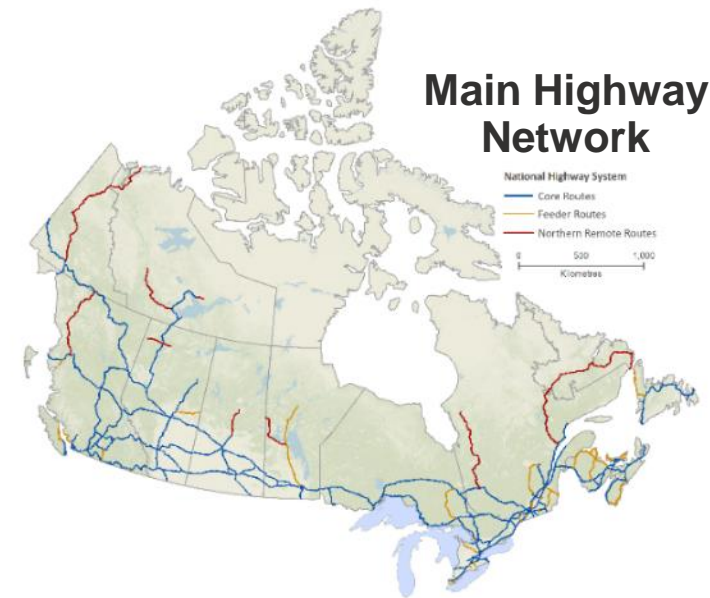 Main Highway
Network
National Highway System
Core Routes
Feeder Routes
Northern Remote Routes
0 500 1,000
Kilometres